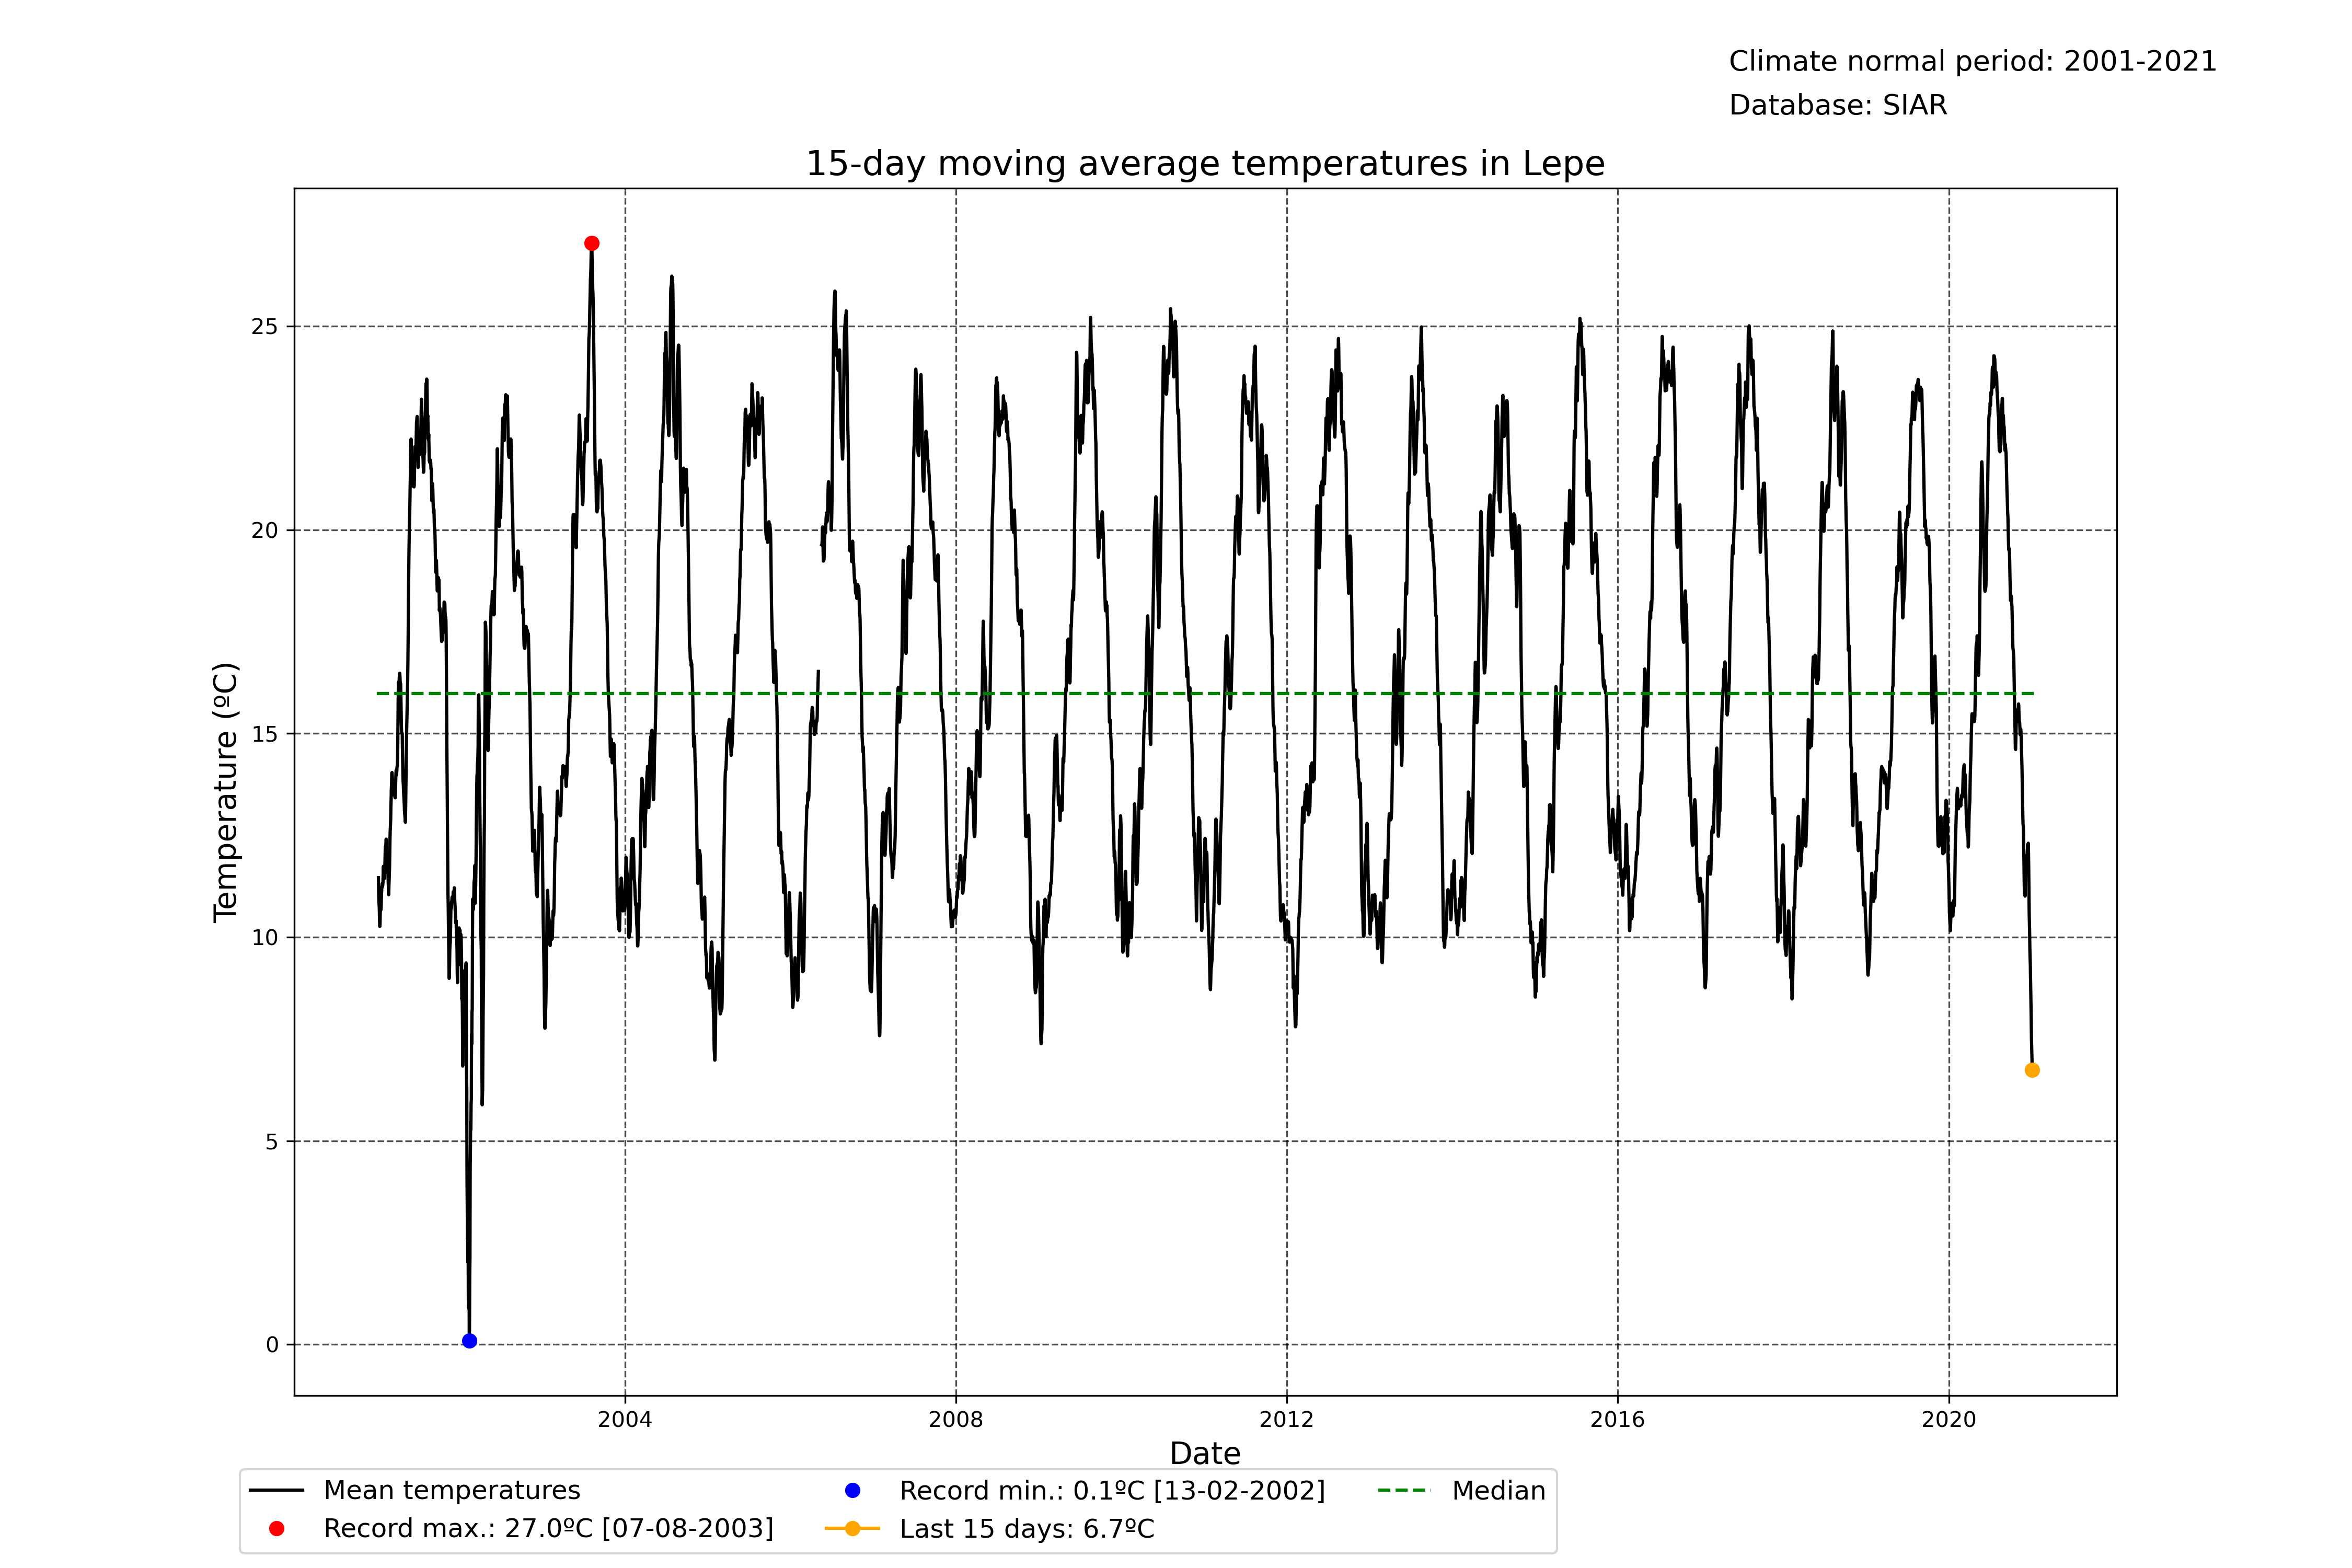 Climate normal period: 2001-2021
Database: SIAR
15-day moving average temperatures in Lepe
Temperature (ºC)
25
20
15
10
5
0
2004
2008
2012
2016
2020
Date
Mean temperatures
Record max.: 27.0ºC [07-08-2003]
Record min.: 0.1ºC [13-02-2002]
Last 15 days: 6.7ºC
Median